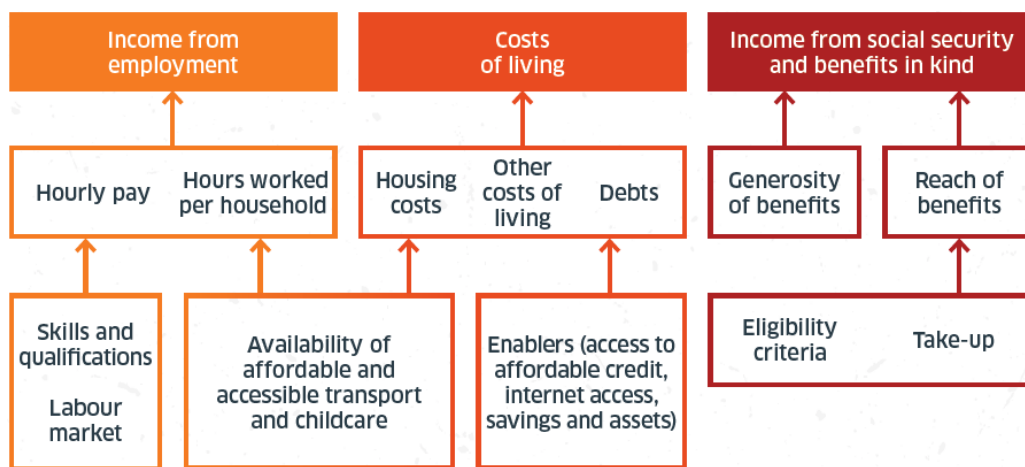 Income from
employment
Costs
of living
Income from social security
and benefits in kind
Hourly pay
Hours worked
per household
Housing
costs
Other
costs of
living
Debts
Generosity
of benefits
Reach of
benefits
Skills and
qualifications
Labour
market
Availability of
affordable and
accessible transport
and childcare
Enablers (access to
affordable credit,
internet access,
savings and assets)
Eligibility
criteria
Take-up